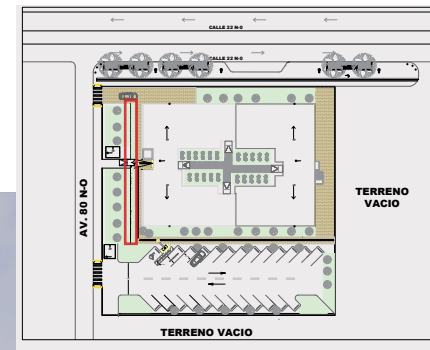 CALLE 22 N-O
CALLE 22 N-O
AV. 80 N-O
TERRENO
VACIO
TERRENO VACIO